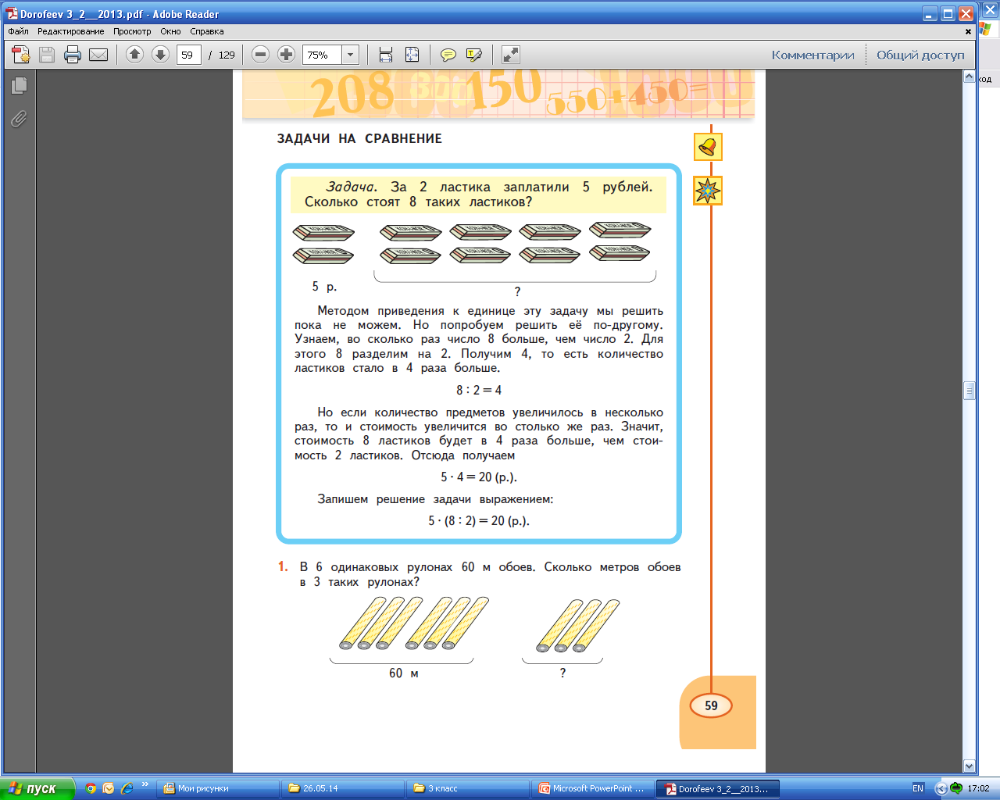 Dorofeev 3_2__2013.pdf - Adobe Reader
Файл Редактирование Просмотр Окно Справка
59 / 129 75% Комментарии Общий доступ
ход
208 800 150 550+450=
ЗАДАЧИ НА СРАВНЕНИЕ
Задача. За 2 ластика заплатили 5 рублей.
Сколько стоят 8 таких ластиков?
5 р.
?
Методом приведения к единице эту задачу мы решить
пока не можем. Но попробуем решить её по-другому.
Узнаем, во сколько раз число 8 больше, чем число 2. Для
этого 8 разделим на 2. Получим 4, то есть количество
ластиков стало в 4 раза больше.
8 : 2 = 4
Но если количество предметов увеличилось в несколько
раз, то и стоимость увеличится во столько же раз. Значит,
стоимость 8 ластиков будет в 4 раза больше, чем стои-
мость 2 ластиков. Отсюда получаем
5 · 4 = 20 (р.).
Запишем решение задачи выражением:
5 · (8 : 2) = 20 (р.).
1. В 6 одинаковых рулонах 60 м обоев. Сколько метров обоев
в 3 таких рулонах?
60 м ?
59
пуск Мои рисунки 26.05.14 3 класс Microsoft PowerPoint ... Dorofeev 3_2__2013... EN 17:02